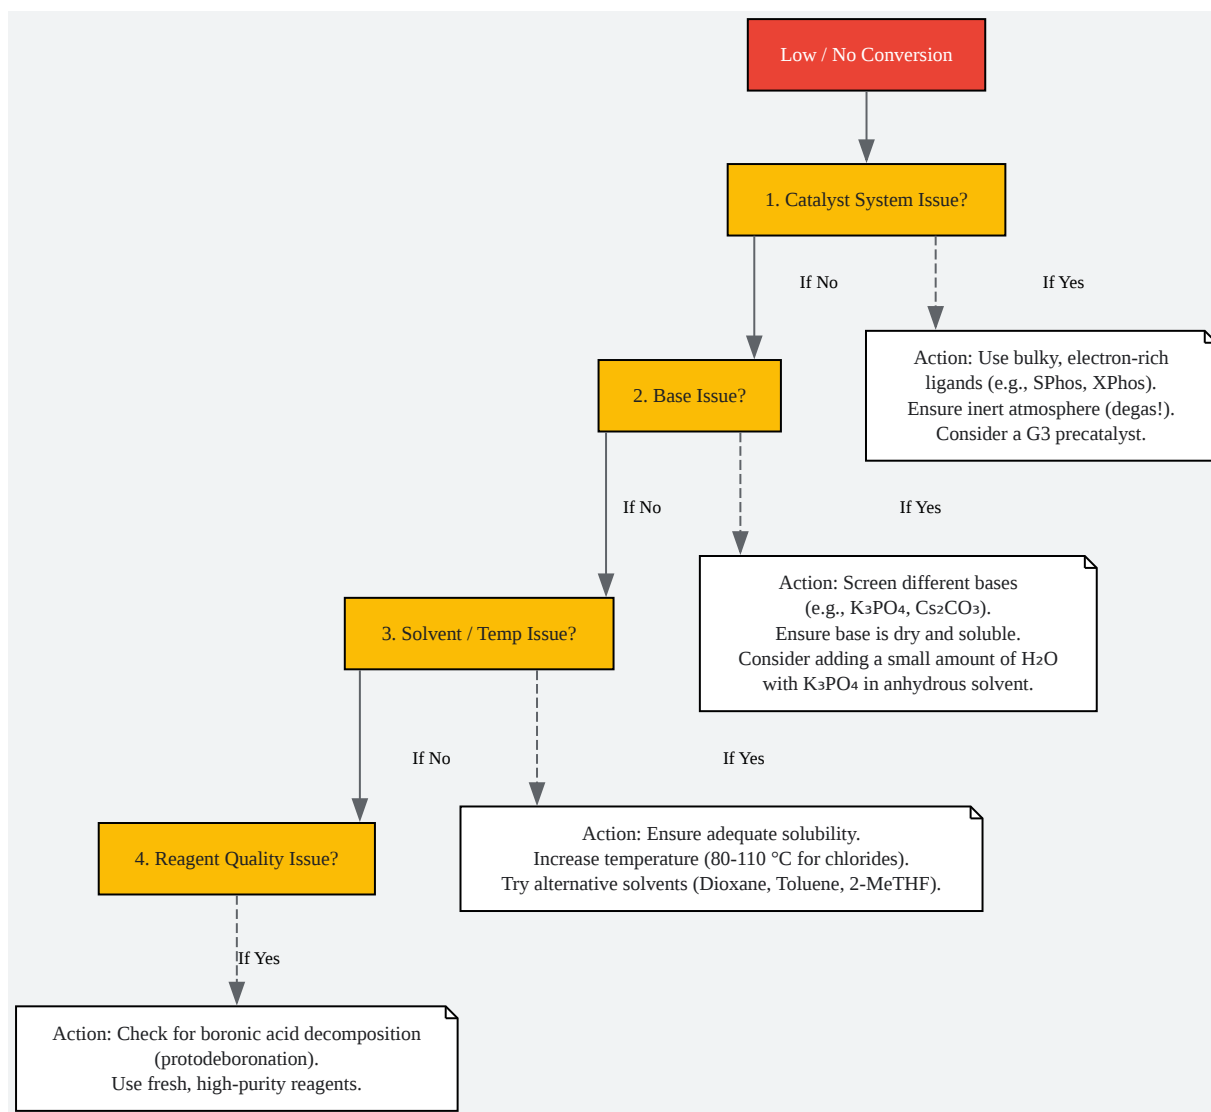 Low / No Conversion
1. Catalyst System Issue?
If No
If Yes
Action: Use bulky, electron-rich
ligands (e.g., SPhos, XPhos).
Ensure inert atmosphere (degas!).
Consider a G3 precatalyst.
2. Base Issue?
If No
If Yes
Action: Screen different bases
(e.g., K₃PO₄, Cs₂CO₃).
Ensure base is dry and soluble.
Consider adding a small amount of H₂O
with K₃PO₄ in anhydrous solvent.
3. Solvent / Temp Issue?
If No
If Yes
Action: Ensure adequate solubility.
Increase temperature (80-110 °C for chlorides).
Try alternative solvents (Dioxane, Toluene, 2-MeTHF).
4. Reagent Quality Issue?
If Yes
Action: Check for boronic acid decomposition
(protodeboronation).
Use fresh, high-purity reagents.